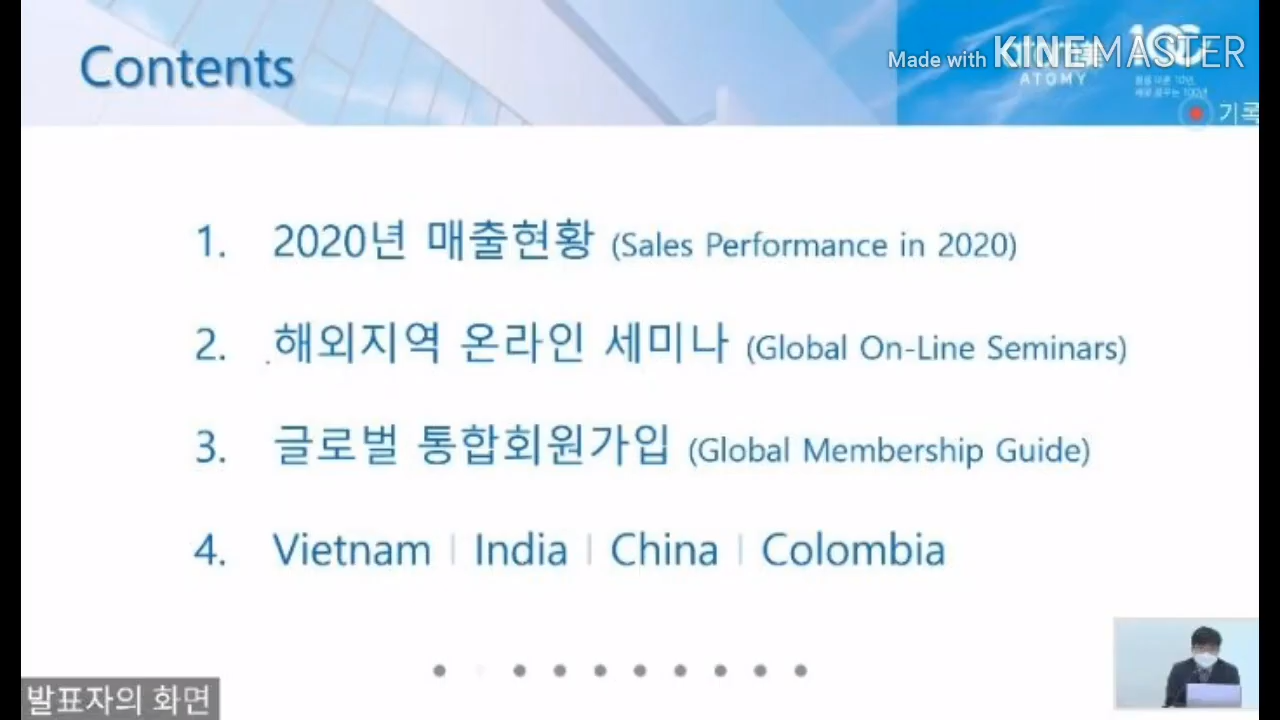 Contents
Made with KINEMASTER
ATOMY
기록
1. 2020년 매출현황 (Sales Performance in 2020)
2. 해외지역 온라인 세미나 (Global On-Line Seminars)
3. 글로벌 통합회원가입 (Global Membership Guide)
4. Vietnam | India | China | Colombia
발표자의 화면